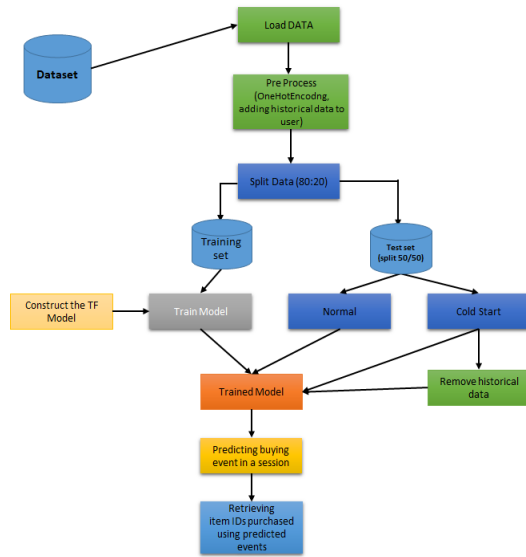 Load DATA
Dataset
Pre Process
(OneHotEncodng,
adding historical data to
user)
Split Data (80:20)
Training
set
Test set
(split 50/50)
Construct the TF
Model
Train Model
Normal
Cold Start
Trained Model
Remove historical
data
Predicting buying
event in a session
Retrieving
item IDs purchased
using predicted
events